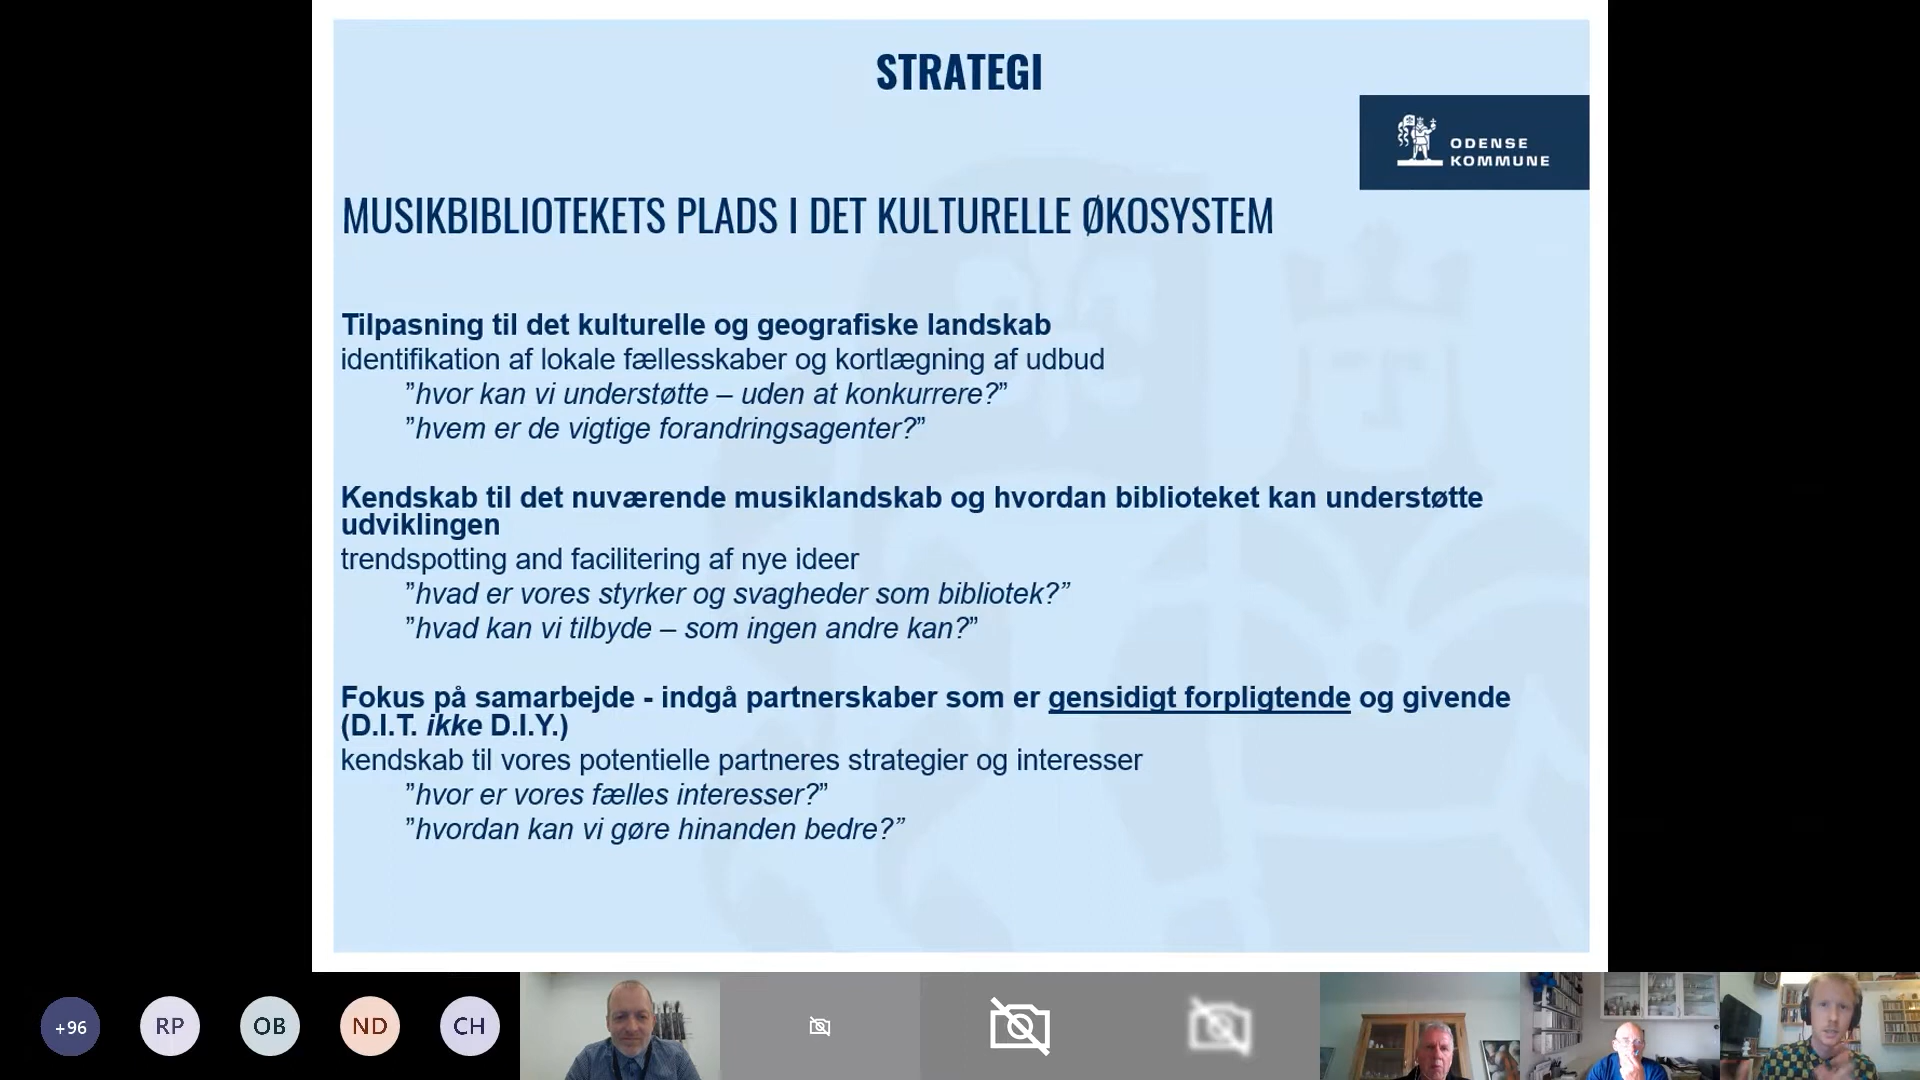 STRATEGI
ODENSE
KOMMUNE
MUSIKBIBLIOTEKETS PLADS I DET KULTURELLE ØKOSYSTEM
Tilpasning til det kulturelle og geografiske landskab
identifikation af lokale fællesskaber og kortlægning af udbud
”hvor kan vi understøtte – uden at konkurrere?”
”hvem er de vigtige forandringsagenter?”
Kendskab til det nuværende musiklandskab og hvordan biblioteket kan understøtte
udviklingen
trendspotting and facilitering af nye ideer
”hvad er vores styrker og svagheder som bibliotek?”
”hvad kan vi tilbyde – som ingen andre kan?”
Fokus på samarbejde - indgå partnerskaber som er gensidigt forpligtende og givende
(D.I.T. ikke D.I.Y.)
kendskab til vores potentielle partneres strategier og interesser
”hvor er vores fælles interesser?”
”hvordan kan vi gøre hinanden bedre?”
+96 RP OB ND CH